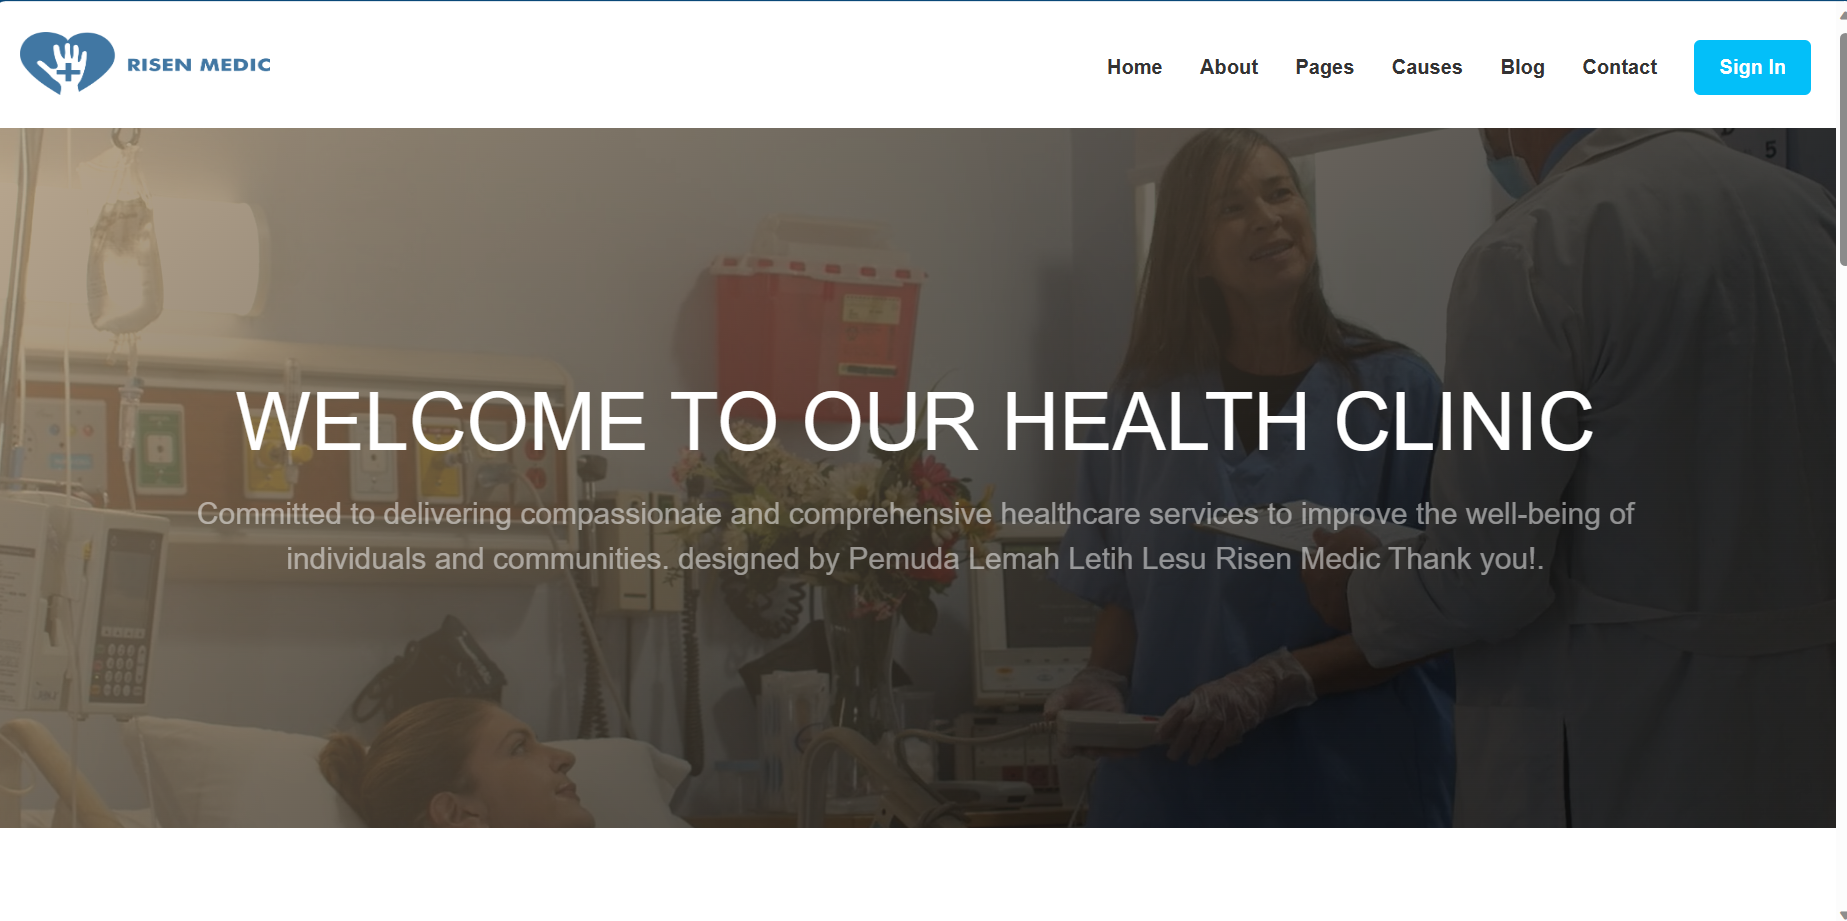 RISEN MEDIC
Home About Pages Causes Blog Contact Sign In
5
WELCOME TO OUR HEALTH CLINIC
Committed to delivering compassionate and comprehensive healthcare services to improve the well-being of
individuals and communities. designed by Pemuda Lemah Letih Lesu Risen Medic Thank you!.